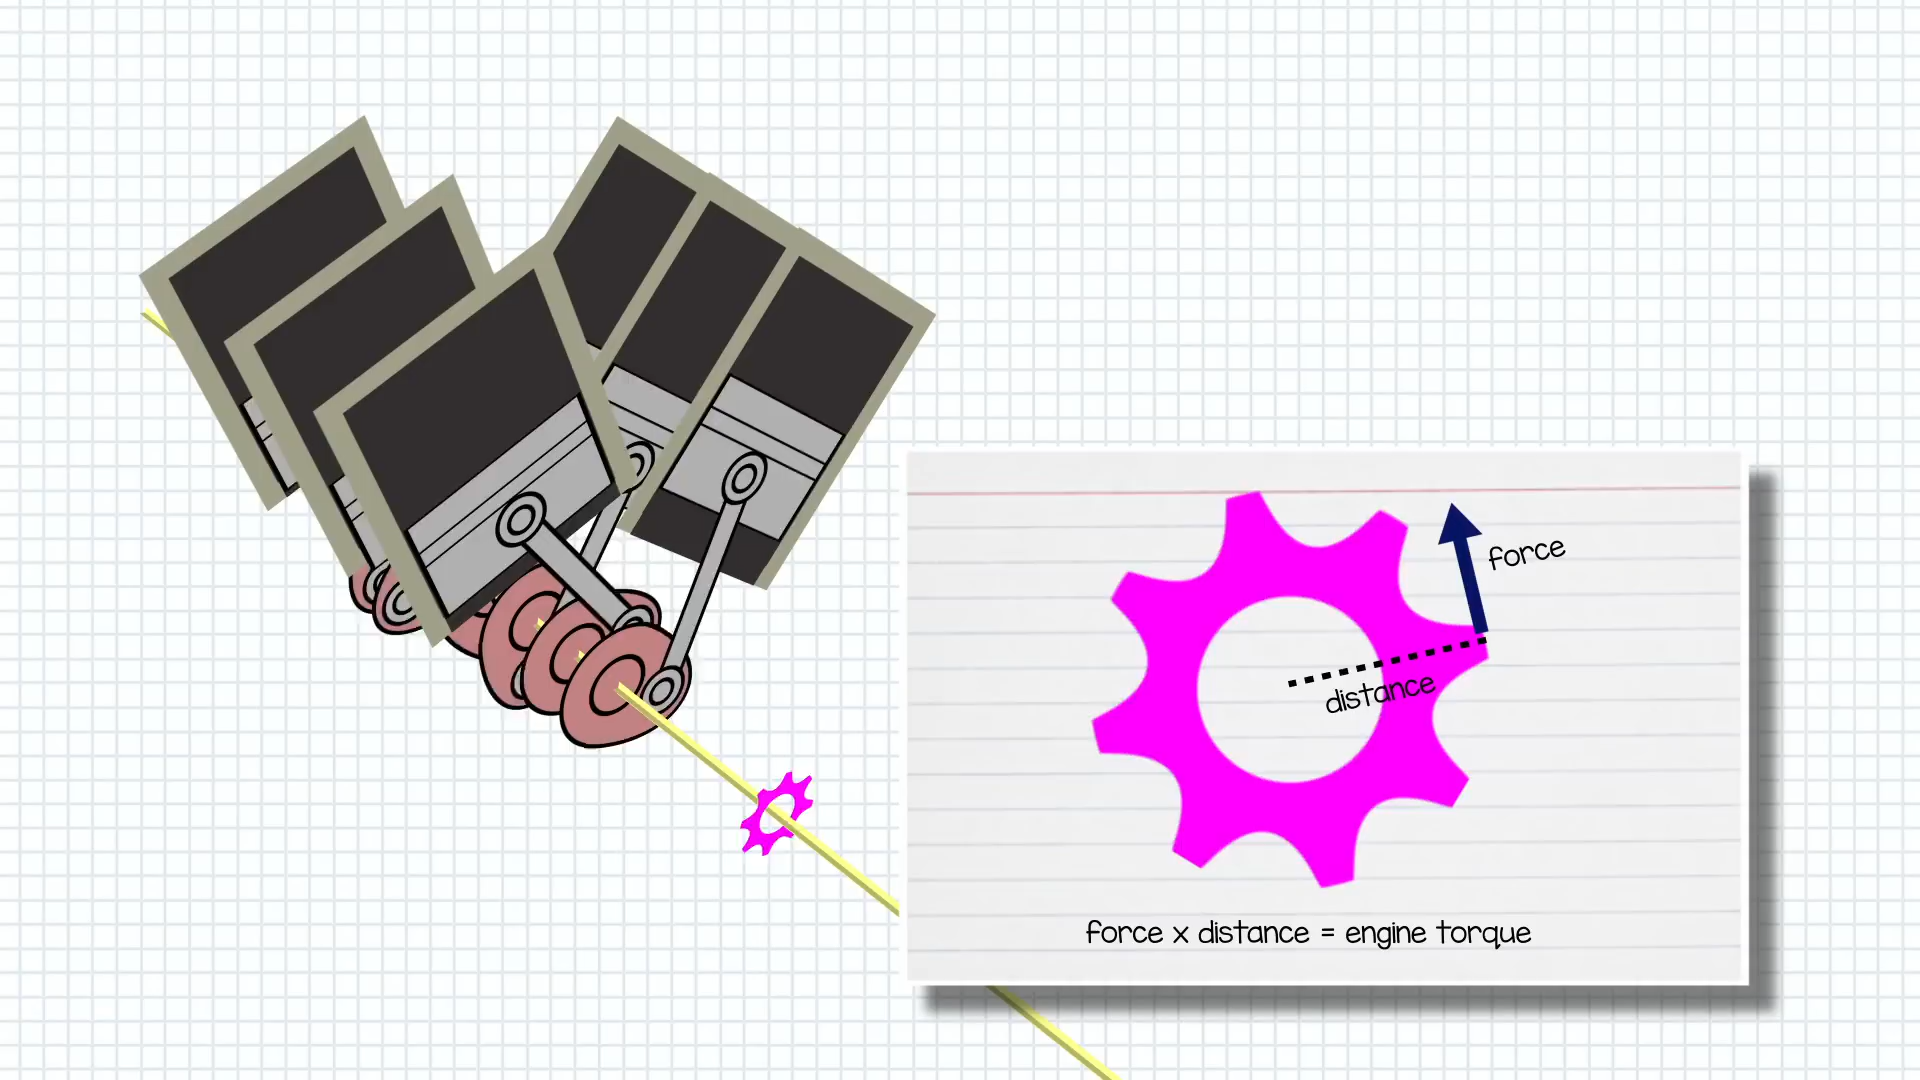 force
distance
force x distance = engine torque